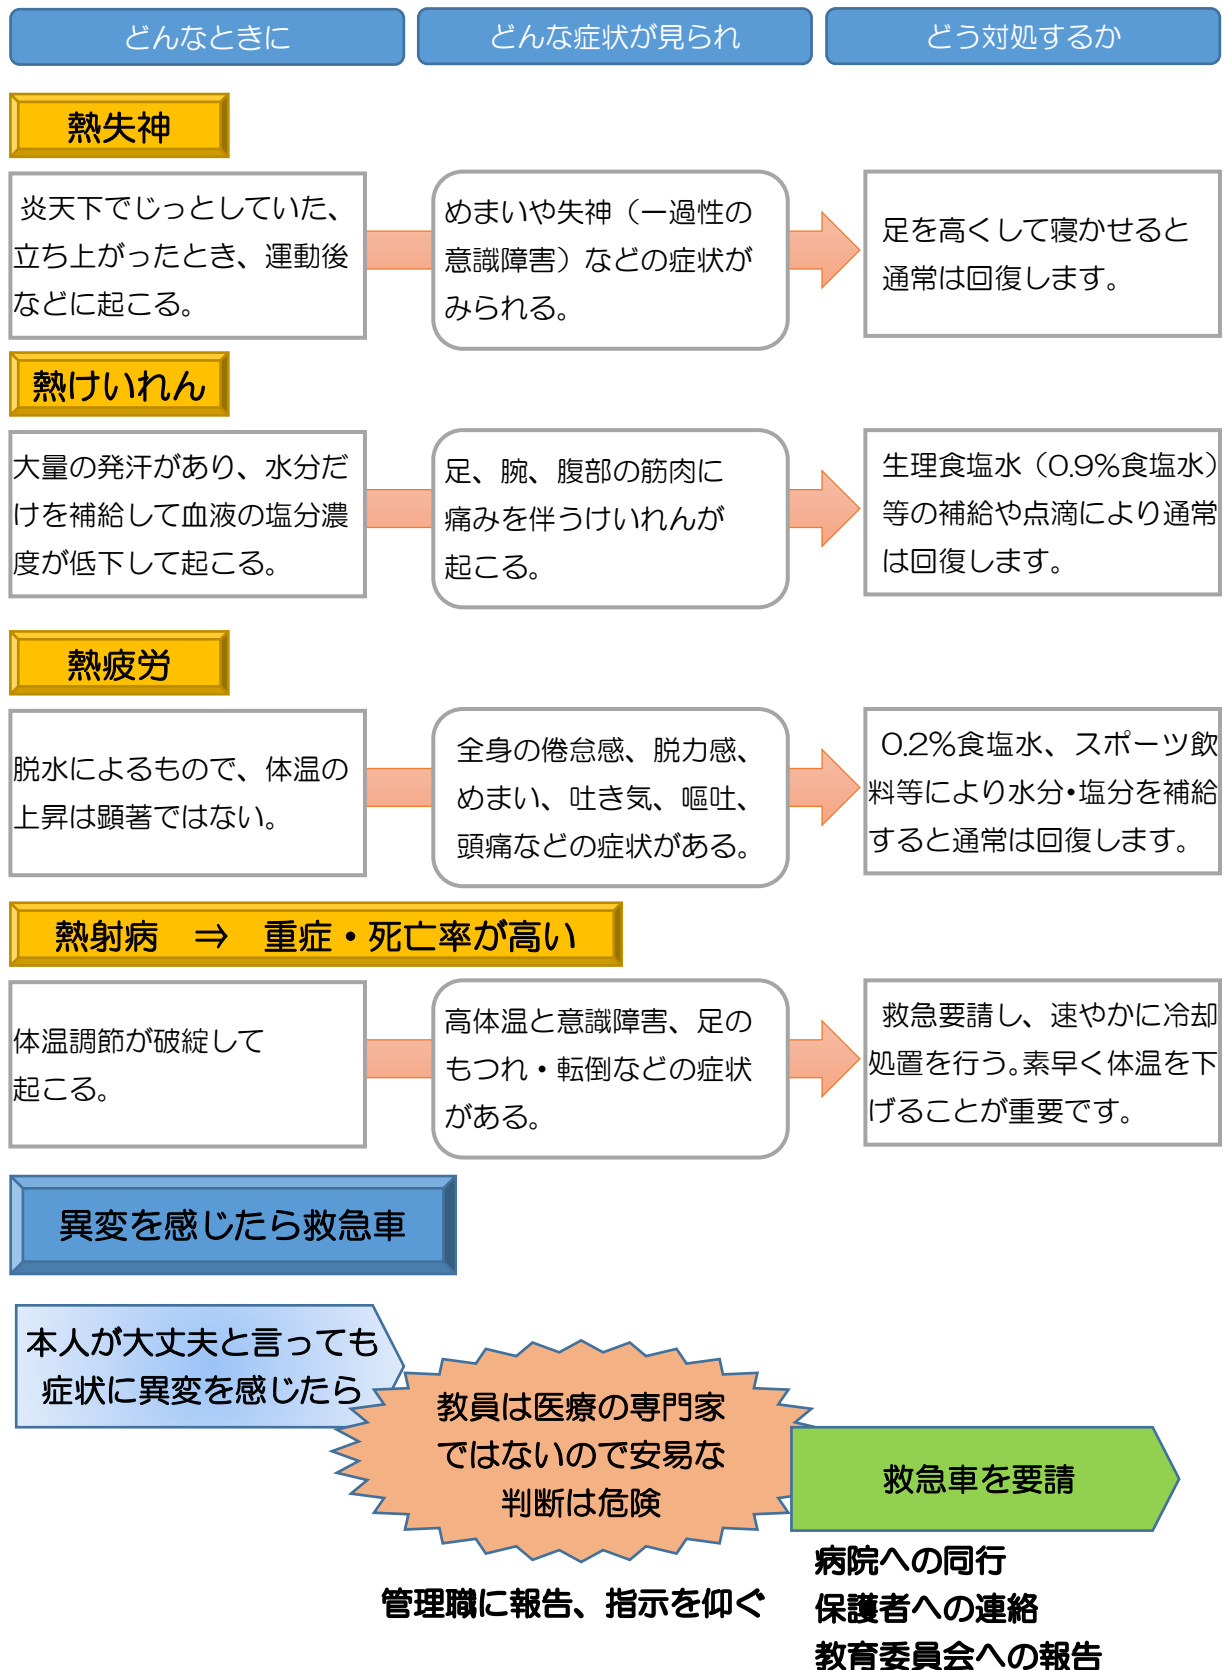 どんなときに
どんな症状が見られ
どう対処するか
熱失神
炎天下でじっとしていた、
立ち上がったとき、運動後
などに起こる。
めまいや失神（一過性の
意識障害）などの症状が
みられる。
足を高くして寝かせると
通常は回復します。
熱けいれん
大量の発汗があり、水分だ
けを補給して血液の塩分濃
度が低下して起こる。
足、腕、腹部の筋肉に
痛みを伴うけいれんが
起こる。
生理食塩水（0.9％食塩水）
等の補給や点滴により通常
は回復します。
熱疲労
脱水によるもので、体温の
上昇は顕著ではない。
全身の倦怠感、脱力感、
めまい、吐き気、嘔吐、
頭痛などの症状がある。
0.2％食塩水、スポーツ飲
料等により水分・塩分を補給
すると通常は回復します。
熱射病　⇒　重症・死亡率が高い
体温調節が破綻して
起こる。
高体温と意識障害、足の
もつれ・転倒などの症状
がある。
救急要請し、速やかに冷却
処置を行う。素早く体温を下
げることが重要です。
異変を感じたら救急車
本人が大丈夫と言っても
症状に異変を感じたら
教員は医療の専門家
ではないので安易な
判断は危険
救急車を要請
管理職に報告、指示を仰ぐ
病院への同行
保護者への連絡
教育委員会への報告